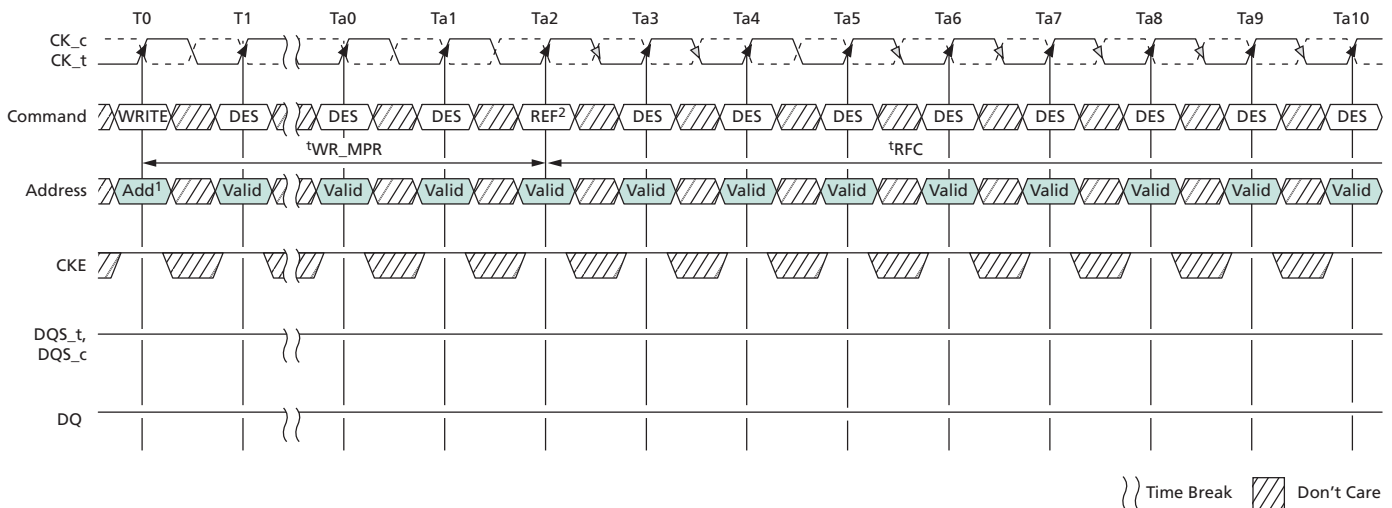 T0 T1 Ta0 Ta1 Ta2 Ta3 Ta4 Ta5 Ta6 Ta7 Ta8 Ta9 Ta10
CK_c
CK_t
Command WRITE DES DES DES REF2 DES DES DES DES DES DES DES DES
tWR_MPR tRFC
Address Add1 Valid Valid Valid Valid Valid Valid Valid Valid Valid Valid Valid Valid
CKE
DQS_t,
DQS_c
DQ
Time Break Don't Care